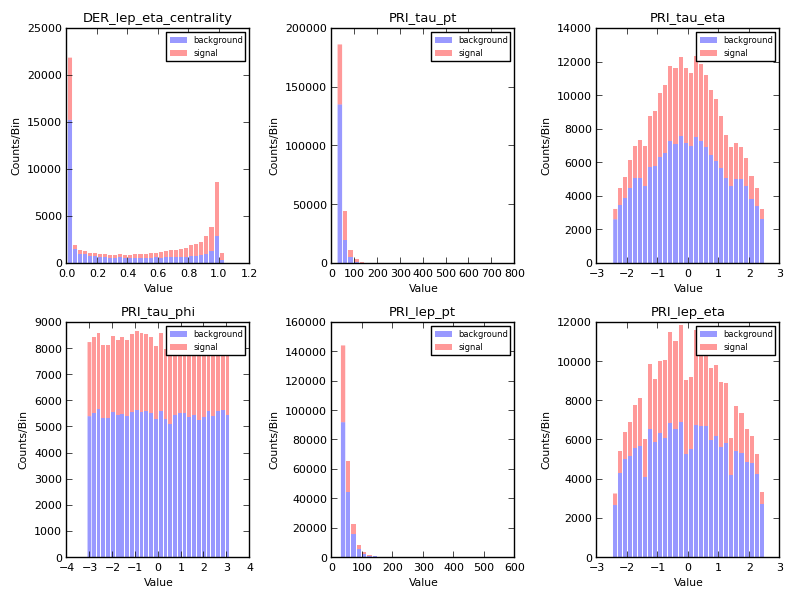 DER_lep_eta_centrality
25000
20000
15000
10000
5000
0
0.0 0.2 0.4 0.6 0.8 1.0 1.2
Counts/Bin
Value
background
signal
PRI_tau_pt
200000
150000
100000
50000
0
0 100 200 300 400 500 600 700 800
Counts/Bin
Value
background
signal
PRI_tau_eta
14000
12000
10000
8000
6000
4000
2000
0
−3 −2 −1 0 1 2 3
Counts/Bin
Value
background
signal
PRI_tau_phi
9000
8000
7000
6000
5000
4000
3000
2000
1000
0
−4 −3 −2 −1 0 1 2 3 4
Counts/Bin
Value
background
signal
PRI_lep_pt
160000
140000
120000
100000
80000
60000
40000
20000
0
0 100 200 300 400 500 600
Counts/Bin
Value
background
signal
PRI_lep_eta
12000
10000
8000
6000
4000
2000
0
−3 −2 −1 0 1 2 3
Counts/Bin
Value
background
signal